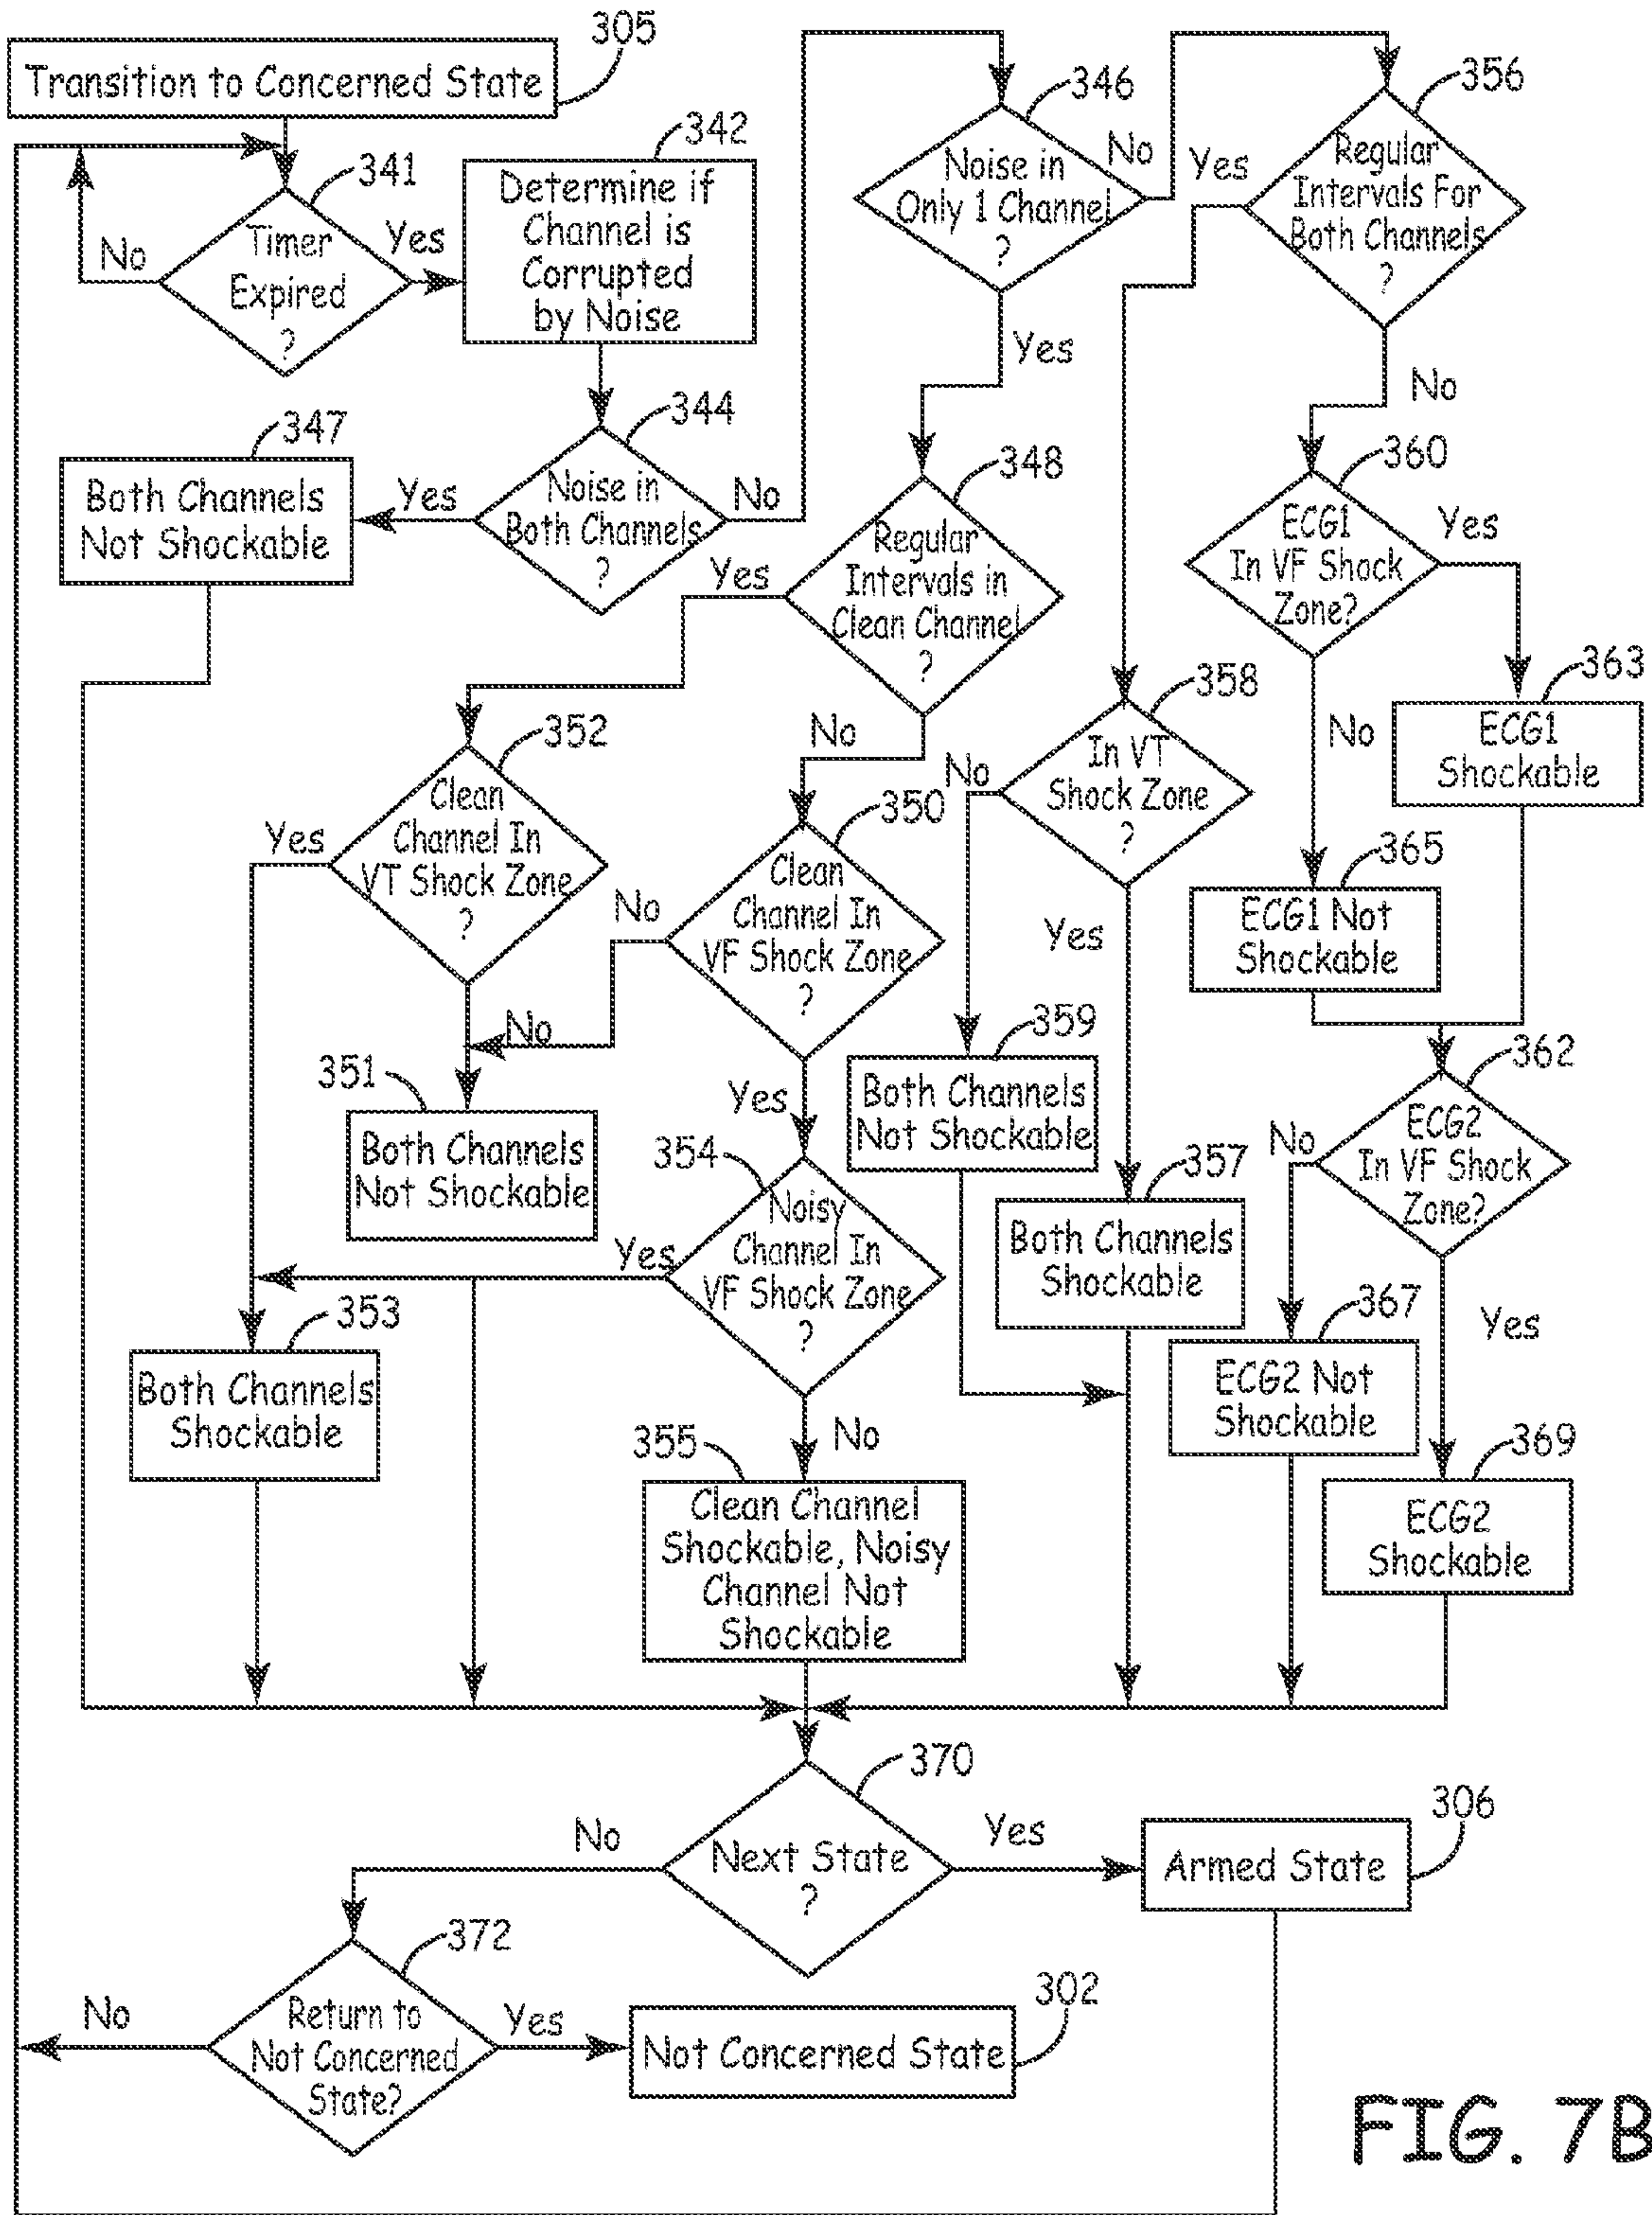 305
Transition to Concerned State
341
Timer
Expired
?
No
Yes
342
Determine if
Channel is
Corrupted
by Noise
344
Noise in
Both Channels
?
Yes
No
347
Both Channels
Not Shockable
346
Noise in
Only 1 Channel
?
No
Yes
356
Regular
Intervals For
Both Channels
?
Yes
No
348
Regular
Intervals in
Clean Channel
?
Yes
No
360
ECG1
In VF Shock
Zone?
Yes
No
363
ECG1
Shockable
365
ECG1 Not
Shockable
358
In VT
Shock Zone
?
No
Yes
352
Clean
Channel In
VT Shock Zone
?
Yes
No
350
Clean
Channel In
VF Shock Zone
?
No
Yes
351
Both Channels
Not Shockable
359
Both Channels
Not Shockable
362
ECG2
In VF Shock
Zone?
No
Yes
354
Noisy
Channel In
VF Shock Zone
?
Yes
No
357
Both Channels
Shockable
353
Both Channels
Shockable
367
ECG2 Not
Shockable
369
ECG2
Shockable
355
Clean Channel
Shockable, Noisy
Channel Not
Shockable
370
Next State
?
No
Yes
306
Armed State
372
Return to
Not Concerned
State?
No
Yes
302
Not Concerned State
FIG. 7B